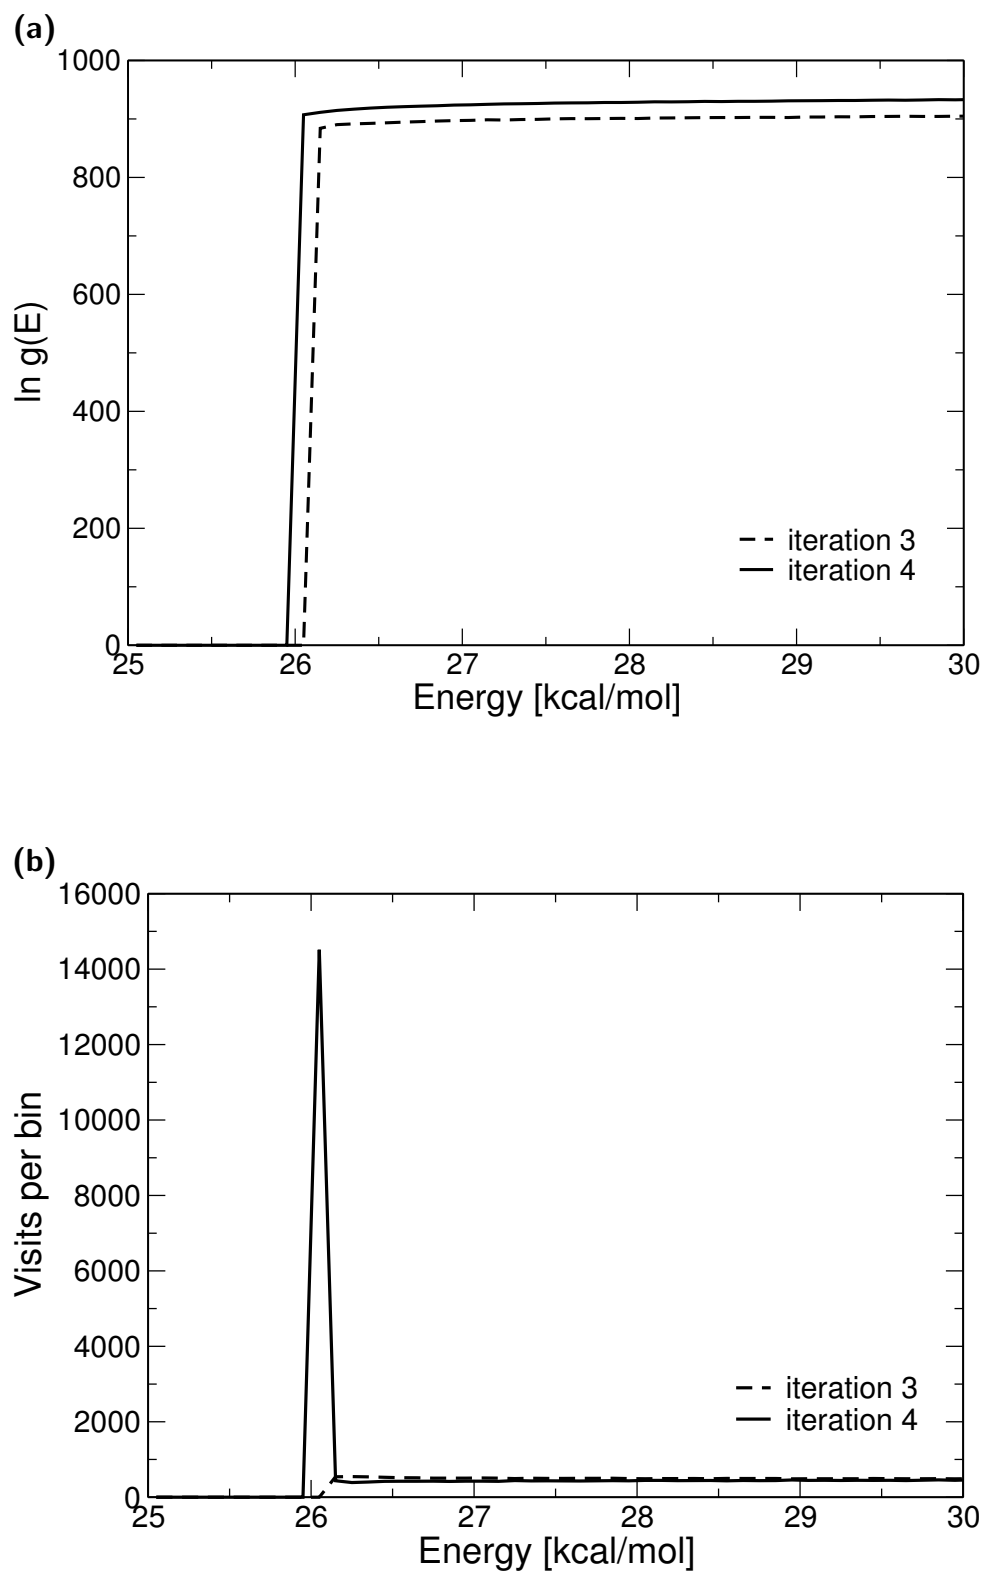 (a)
1000
800
600
400
200
0
ln g(E)
iteration 3
iteration 4
25 26 27 28 29 30
Energy [kcal/mol]
(b)
16000
14000
12000
10000
8000
6000
4000
2000
0
Visits per bin
iteration 3
iteration 4
25 26 27 28 29 30
Energy [kcal/mol]